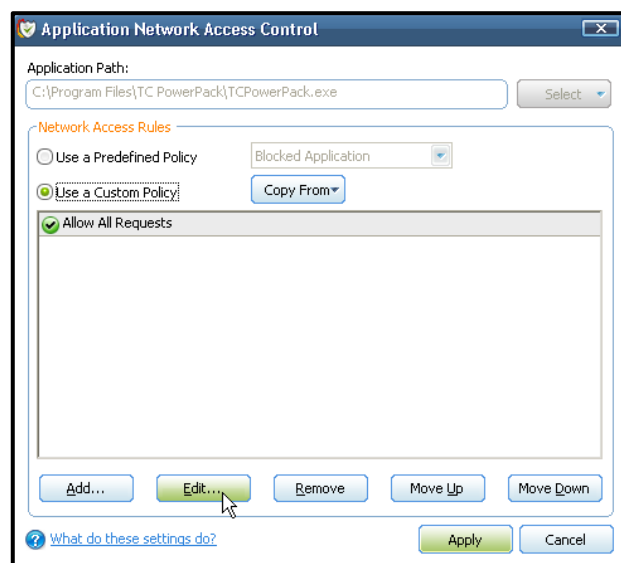 Application Network Access Control
Application Path:
C:\Program Files\TC PowerPack\TCPowerPack.exe
Select
Network Access Rules
Use a Predefined Policy
Blocked Application
Use a Custom Policy
Copy From
Allow All Requests
Add... Edit... Remove Move Up Move Down
What do these settings do?
Apply Cancel